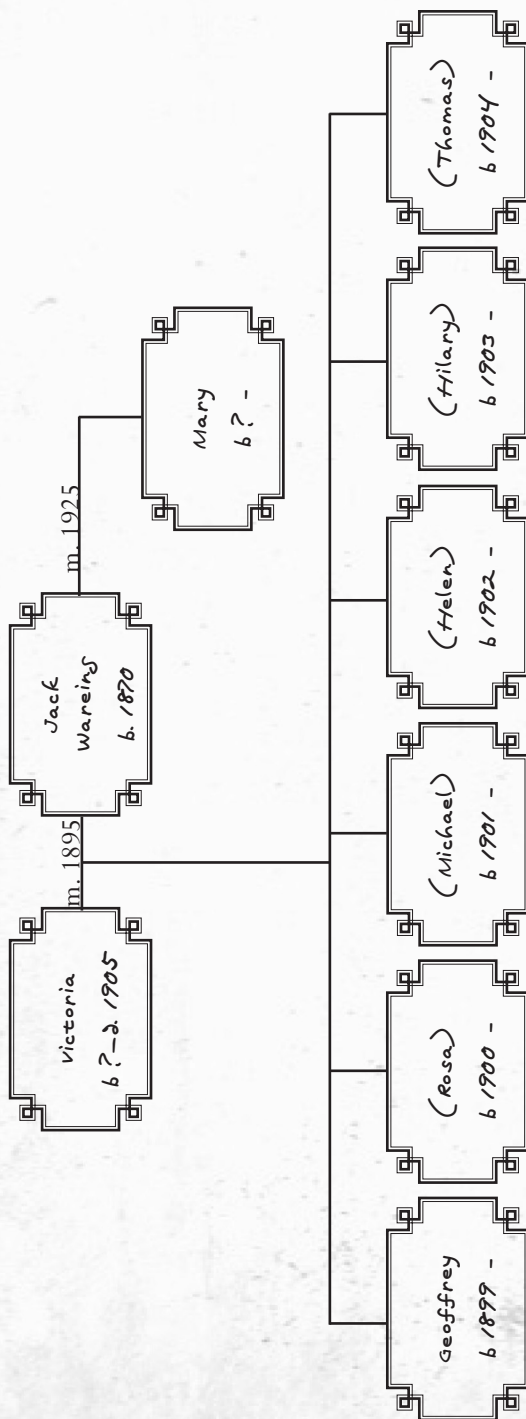 Victoria
b ? – d. 1905
m. 1895
Jack
Wareing
b. 1870
m. 1925
Mary
b ? -
Geoffrey
b 1899 -
(Rosa)
b 1900 -
(Michael)
b 1901 -
(Helen)
b 1902 -
(Hilary)
b 1903 -
(Thomas)
b 1904 -